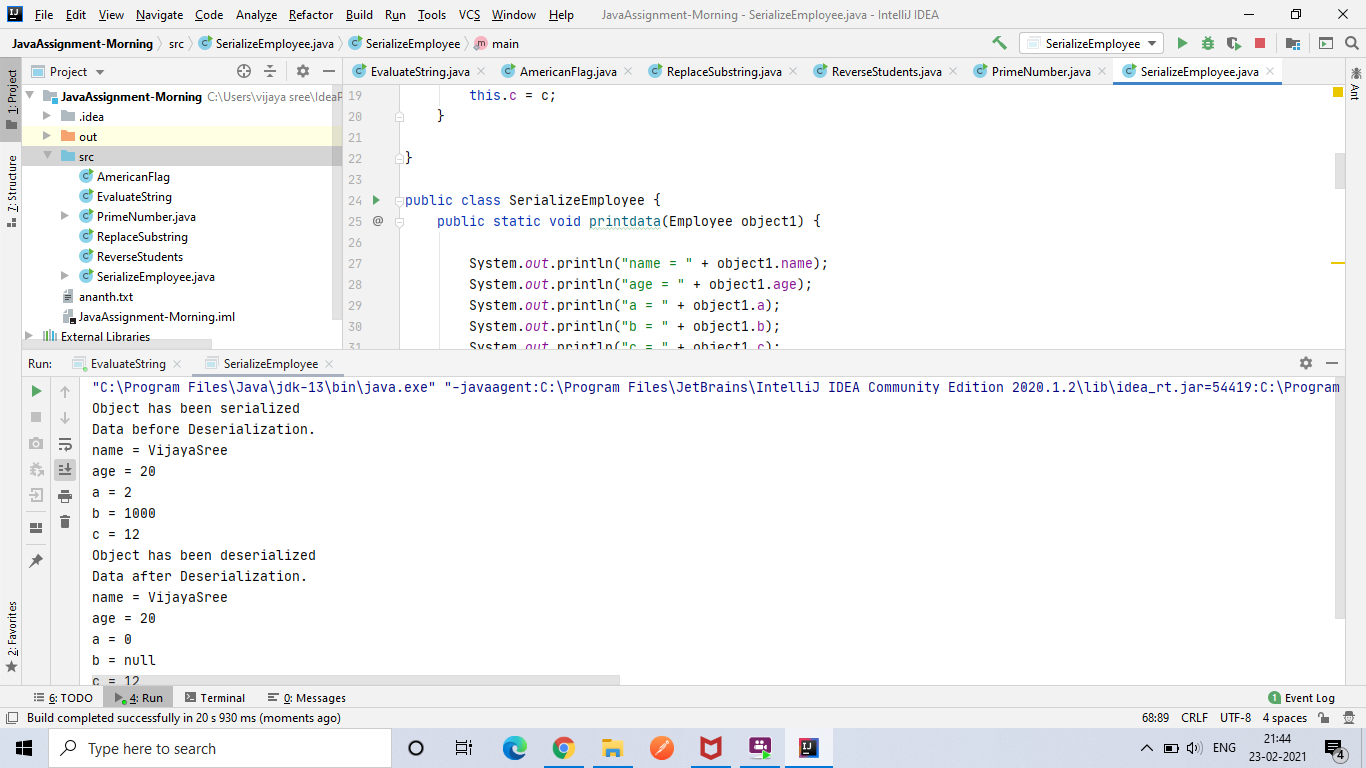 File Edit View Navigate Code Analyze Refactor Build Run Tools VCS Window Help JavaAssignment-Morning - SerializeEmployee.java - IntelliJ IDEA
JavaAssignment-Morning src SerializeEmployee.java SerializeEmployee main SerializeEmployee
Project EvaluateString.java AmericanFlag.java ReplaceSubstring.java ReverseStudents.java PrimeNumber.java SerializeEmployee.java
1: Project
7: Structure
2: Favorites
Ant
JavaAssignment-Morning C:\Users\vijaya sree\IdeaP
.idea
out
src
AmericanFlag
EvaluateString
PrimeNumber.java
ReplaceSubstring
ReverseStudents
SerializeEmployee.java
ananth.txt
JavaAssignment-Morning.iml
External Libraries
19 this.c = c;
20 }
21
22 }
23
24 public class SerializeEmployee {
25 @ public static void printdata(Employee object1) {
26
27 System.out.println("name = " + object1.name);
28 System.out.println("age = " + object1.age);
29 System.out.println("a = " + object1.a);
30 System.out.println("b = " + object1.b);
31 System.out.println("c = " + object1.c);
Run: EvaluateString SerializeEmployee
"C:\Program Files\Java\jdk-13\bin\java.exe" "-javaagent:C:\Program Files\JetBrains\IntelliJ IDEA Community Edition 2020.1.2\lib\idea_rt.jar=54419:C:\Program
Object has been serialized
Data before Deserialization.
name = VijayaSree
age = 20
a = 2
b = 1000
c = 12
Object has been deserialized
Data after Deserialization.
name = VijayaSree
age = 20
a = 0
b = null
c = 12
6: TODO 4: Run Terminal 0: Messages 1 Event Log
Build completed successfully in 20 s 930 ms (moments ago) 68:89 CRLF UTF-8 4 spaces
Type here to search ENG 21:44
23-02-2021
4